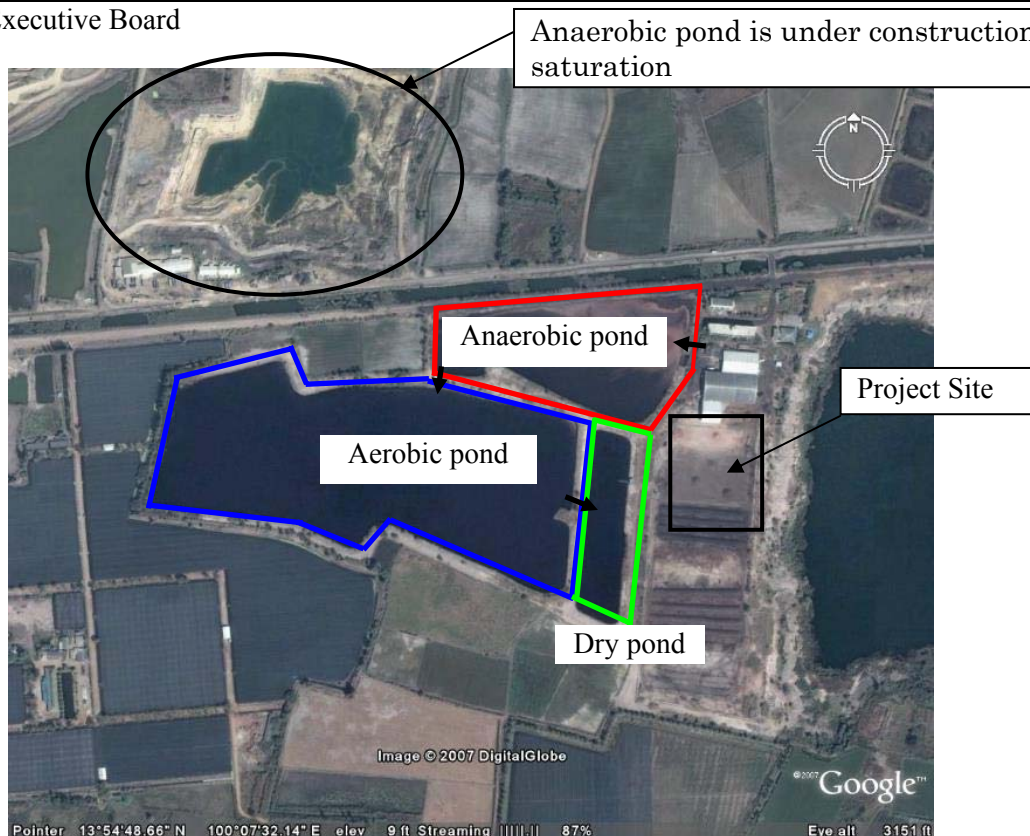 Executive Board
Anaerobic pond is under construction
saturation
N
Anaerobic pond
Project Site
Aerobic pond
Dry pond
Image © 2007 DigitalGlobe
©2007 Google™
Pointer 13°54'48.66" N 100°07'32.14" E elev 9 ft Streaming ||||| || 87% Eye alt 3151 ft